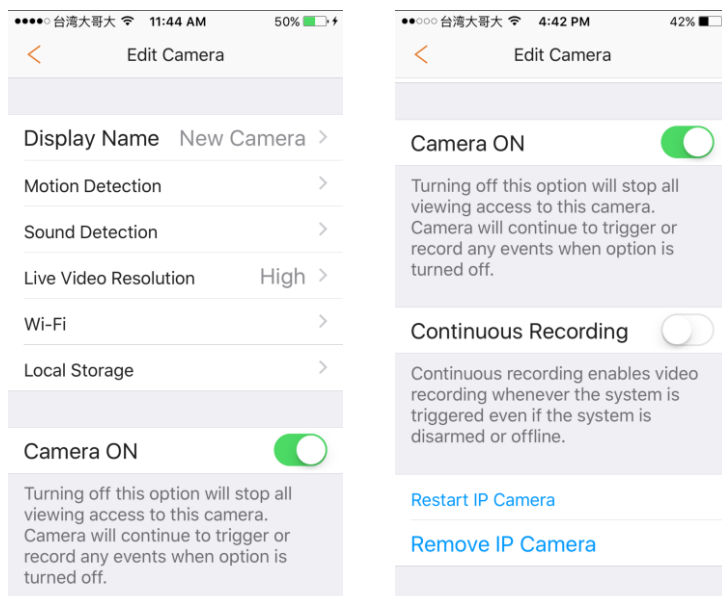 台湾大哥大 11:44 AM 50%
Edit Camera
Display Name New Camera
Motion Detection
Sound Detection
Live Video Resolution High
Wi-Fi
Local Storage
Camera ON
Turning off this option will stop all
viewing access to this camera.
Camera will continue to trigger or
record any events when option is
turned off.
台湾大哥大 4:42 PM 42%
Edit Camera
Camera ON
Turning off this option will stop all
viewing access to this camera.
Camera will continue to trigger or
record any events when option is
turned off.
Continuous Recording
Continuous recording enables video
recording whenever the system is
triggered even if the system is
disarmed or offline.
Restart IP Camera
Remove IP Camera